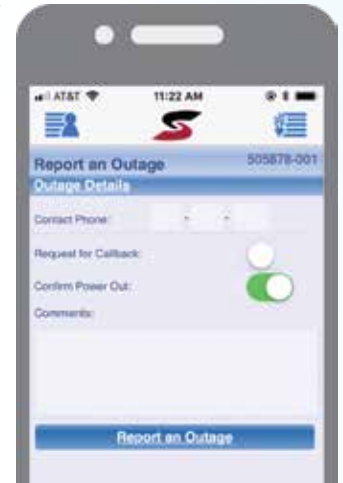 AT&T 11:22 AM
Report an Outage 505878-001
Outage Details
Contact Phone: - -
Request for Callback:
Confirm Power Out:
Comments:
Report an Outage